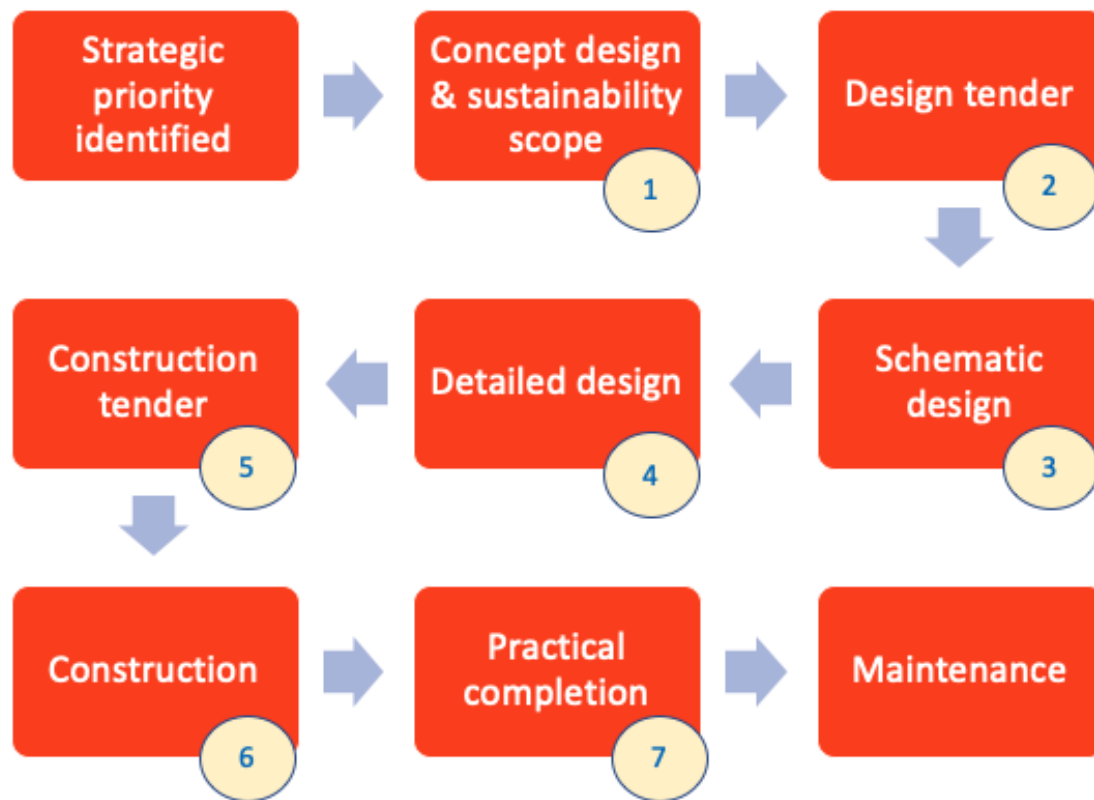 Strategic
priority
identified
Concept design
& sustainability
scope
1
Design tender
2
Schematic
design
3
Detailed design
4
Construction
tender
5
Construction
6
Practical
completion
7
Maintenance